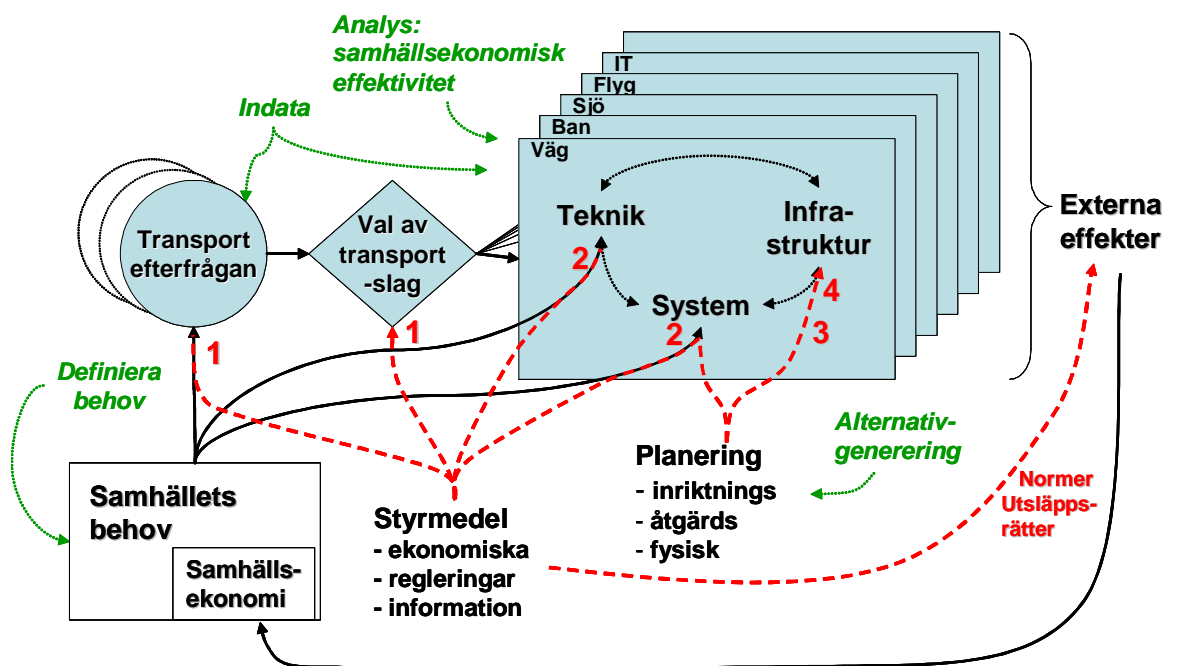 Analys:
samhällsekonomisk
effektivitet
Indata
IT
Flyg
Sjö
Ban
Väg
Teknik
Infra-
struktur
System
2
2
4
3
Transport
efterfrågan
Val av
transport
-slag
1
1
Externa
effekter
Definiera
behov
Samhällets
behov
Samhälls-
ekonomi
Styrmedel
- ekonomiska
- regleringar
- information
Planering
- inriktnings
- åtgärds
- fysisk
Alternativ-
generering
Normer
Utsläpps-
rätter